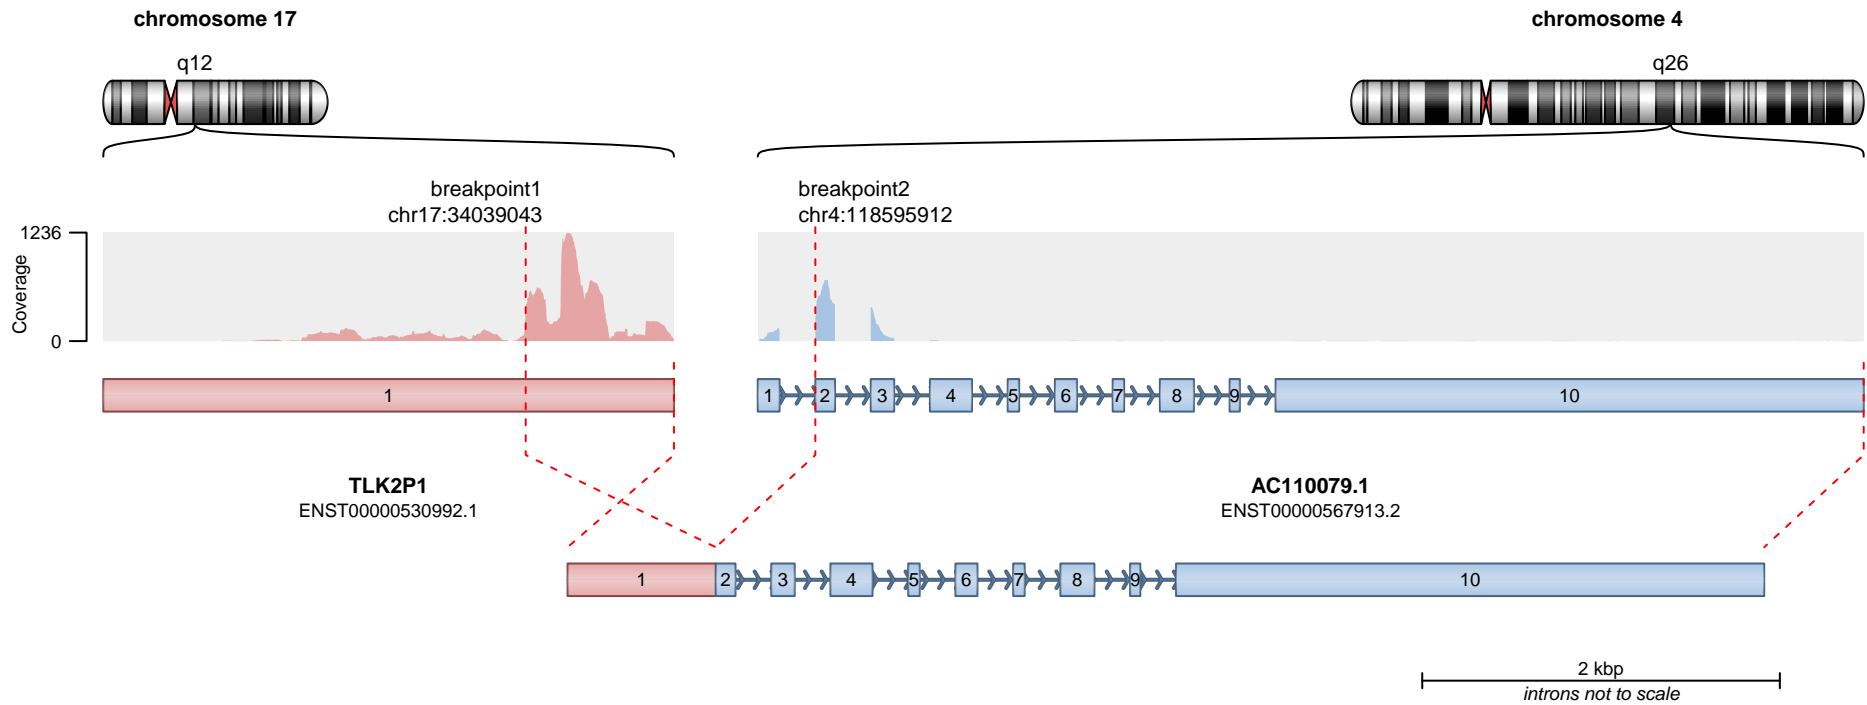 chromosome 17
chromosome 4
q12
q26
breakpoint1
chr17:34039043
breakpoint2
chr4:118595912
1236
0
Coverage
1
1 2 3 4 5 6 7 8 9 10
TLK2P1
ENST00000530992.1
AC110079.1
ENST00000567913.2
1 2 3 4 5 6 7 8 9 10
2 kbp
introns not to scale